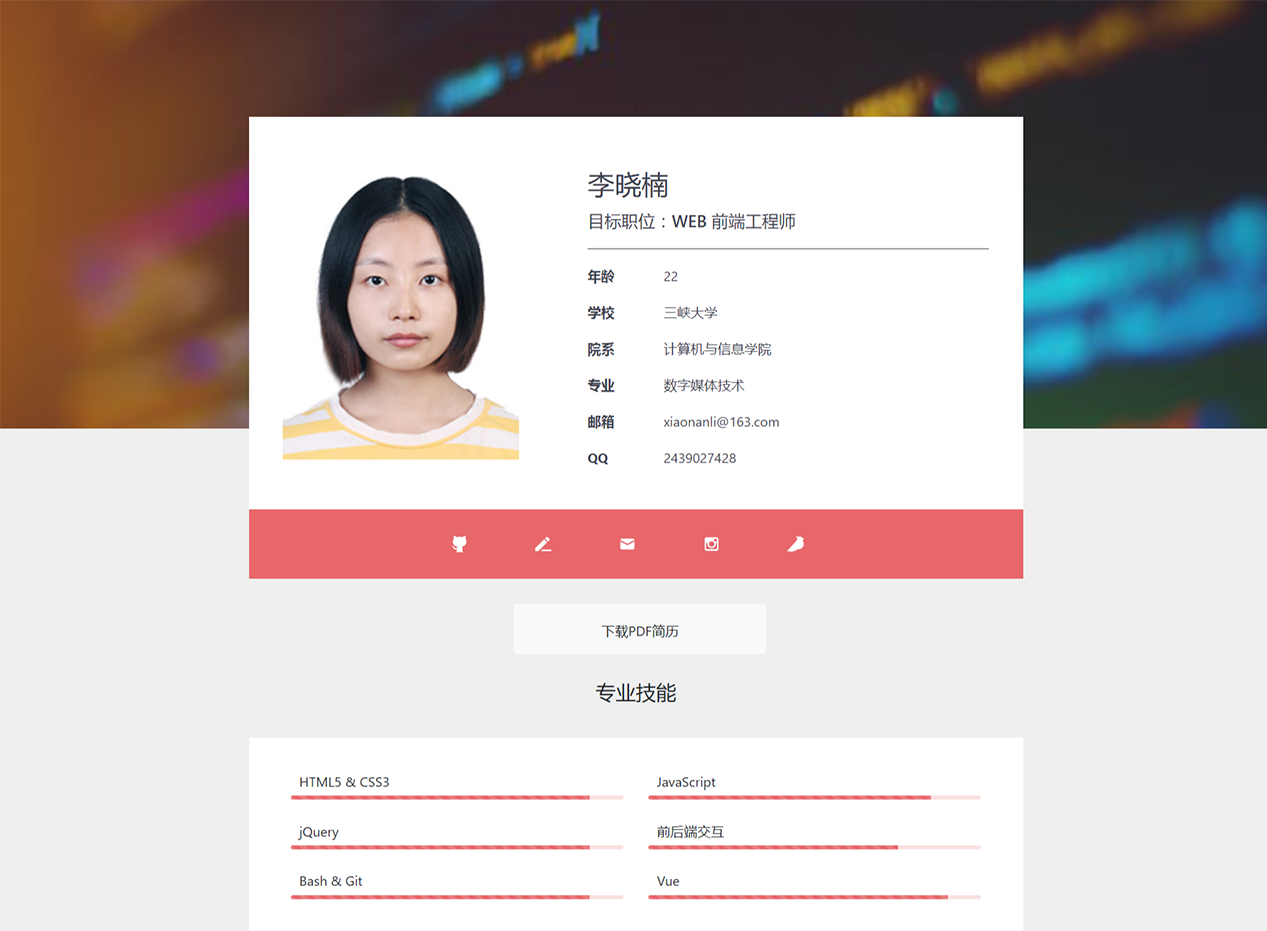 李晓楠
目标职位：WEB 前端工程师
年龄 22
学校 三峡大学
院系 计算机与信息学院
专业 数字媒体技术
邮箱 xiaonanli@163.com
QQ 2439027428
下载PDF简历
专业技能
HTML5 & CSS3
JavaScript
jQuery
前后端交互
Bash & Git
Vue